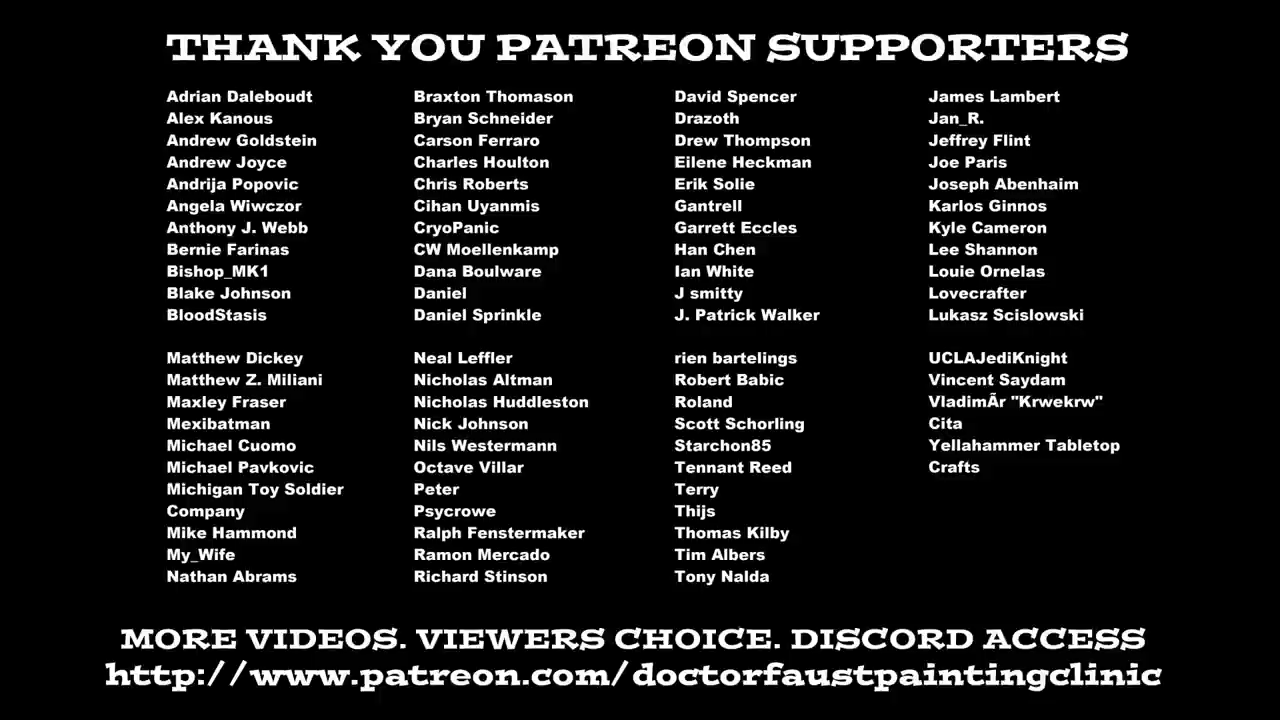 THANK YOU PATREON SUPPORTERS
Adrian Daleboudt
Alex Kanous
Andrew Goldstein
Andrew Joyce
Andrija Popovic
Angela Wiwczor
Anthony J. Webb
Bernie Farinas
Bishop_MK1
Blake Johnson
BloodStasis
Braxton Thomason
Bryan Schneider
Carson Ferraro
Charles Houlton
Chris Roberts
Cihan Uyanmis
CryoPanic
CW Moellenkamp
Dana Boulware
Daniel
Daniel Sprinkle
David Spencer
Drazoth
Drew Thompson
Eilene Heckman
Erik Solie
Gantrell
Garrett Eccles
Han Chen
Ian White
J smitty
J. Patrick Walker
James Lambert
Jan_R.
Jeffrey Flint
Joe Paris
Joseph Abenhaim
Karlos Ginnos
Kyle Cameron
Lee Shannon
Louie Ornelas
Lovecrafter
Lukasz Scislowski
Matthew Dickey
Matthew Z. Miliani
Maxley Fraser
Mexibatman
Michael Cuomo
Michael Pavkovic
Michigan Toy Soldier
Company
Mike Hammond
My_Wife
Nathan Abrams
Neal Leffler
Nicholas Altman
Nicholas Huddleston
Nick Johnson
Nils Westermann
Octave Villar
Peter
Psycrowe
Ralph Fenstermaker
Ramon Mercado
Richard Stinson
rien bartelings
Robert Babic
Roland
Scott Schorling
Starchon85
Tennant Reed
Terry
Thijs
Thomas Kilby
Tim Albers
Tony Nalda
UCLAJediKnight
Vincent Saydam
VladimÃr "Krwekrw"
Cita
Yellahammer Tabletop
Crafts
MORE VIDEOS. VIEWERS CHOICE. DISCORD ACCESS
http://www.patreon.com/doctorfaustpaintingclinic